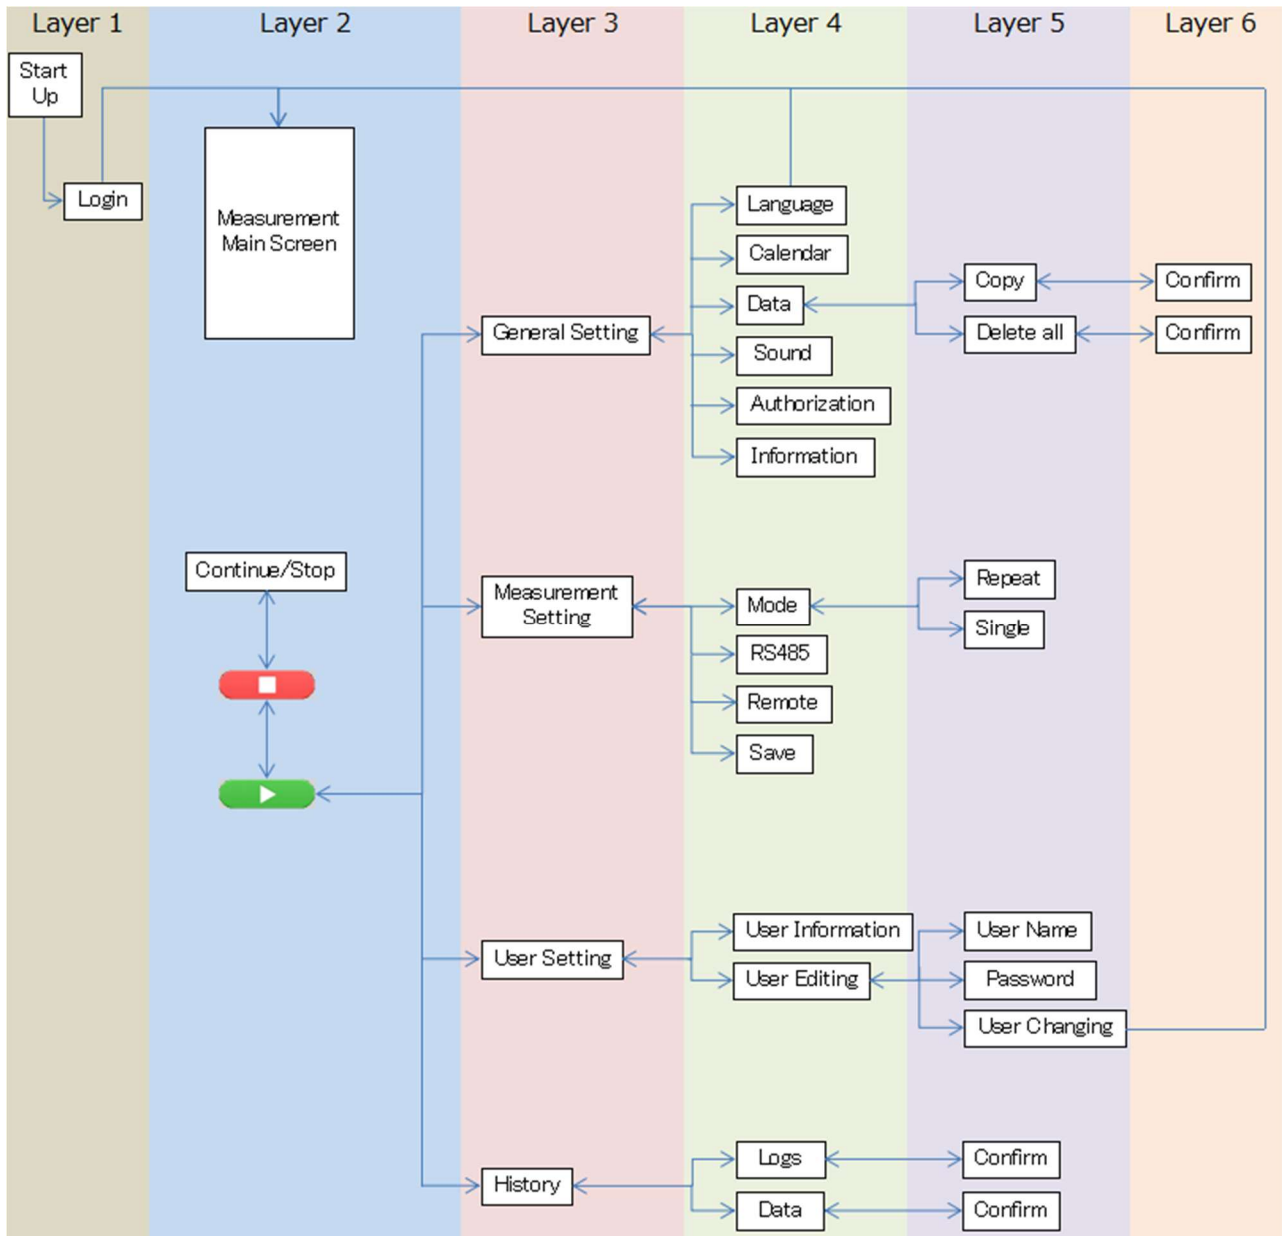 Layer 1
Layer 2
Layer 3
Layer 4
Layer 5
Layer 6
Start
Up
Login
Measurement
Main Screen
Continue/Stop
General Setting
Language
Calendar
Data
Sound
Authorization
Information
Copy
Confirm
Delete all
Confirm
Measurement
Setting
Mode
RS485
Remote
Save
Repeat
Single
User Setting
User Information
User Editing
User Name
Password
User Changing
History
Logs
Confirm
Data
Confirm